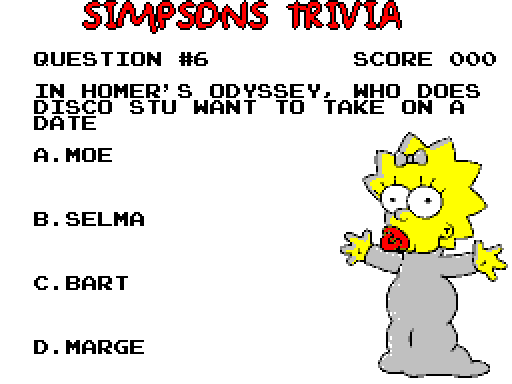 SIMPSONS TRIVIA
QUESTION #6 SCORE 000
IN HOMER'S ODYSSEY, WHO DOES
DISCO STU WANT TO TAKE ON A
DATE
A.MOE
B.SELMA
C.BART
D.MARGE